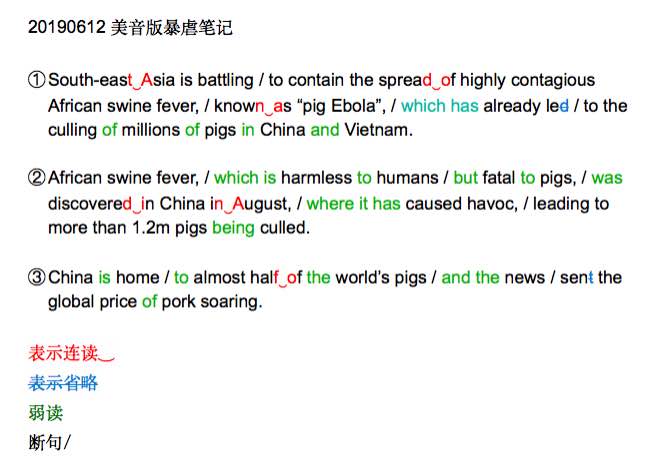 20190612 美音版暴虐笔记
①South-east‿Asia is battling / to contain the spread‿of highly contagious
African swine fever, / known‿as “pig Ebola”, / which has already led / to the
culling of millions of pigs in China and Vietnam.
②African swine fever, / which is harmless to humans / but fatal to pigs, / was
discovered‿in China in‿August, / where it has caused havoc, / leading to
more than 1.2m pigs being culled.
③China is home / to almost half‿of the world’s pigs / and the news / sent the
global price of pork soaring.
表示连读‿
表示省略
弱读
断句/